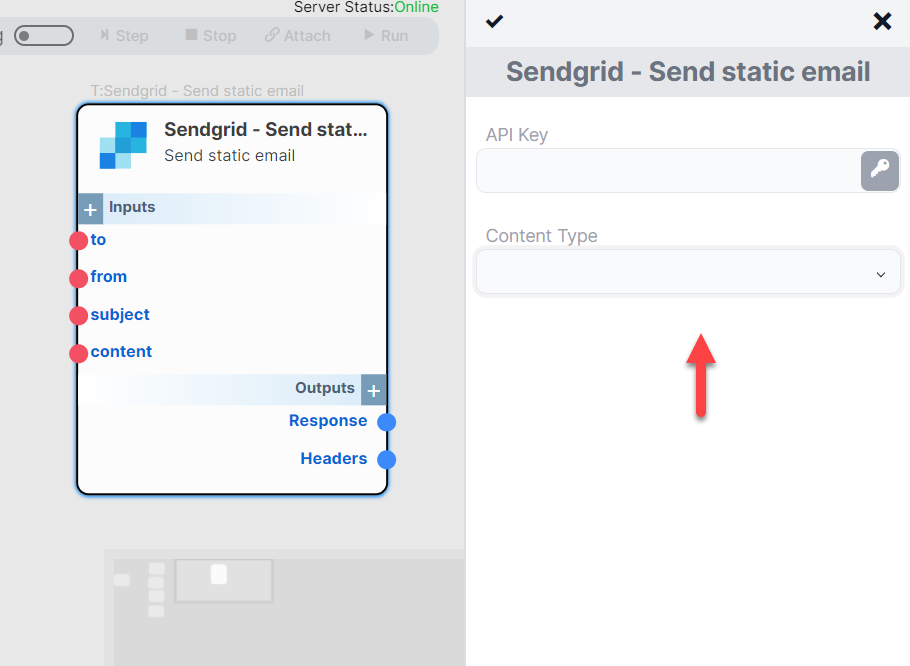 Server Status:Online
Step
Stop
Attach
Run
T:Sendgrid - Send static email
Sendgrid - Send stat...
Send static email
Inputs
to
from
subject
content
Outputs
Response
Headers
Sendgrid - Send static email
API Key
Content Type